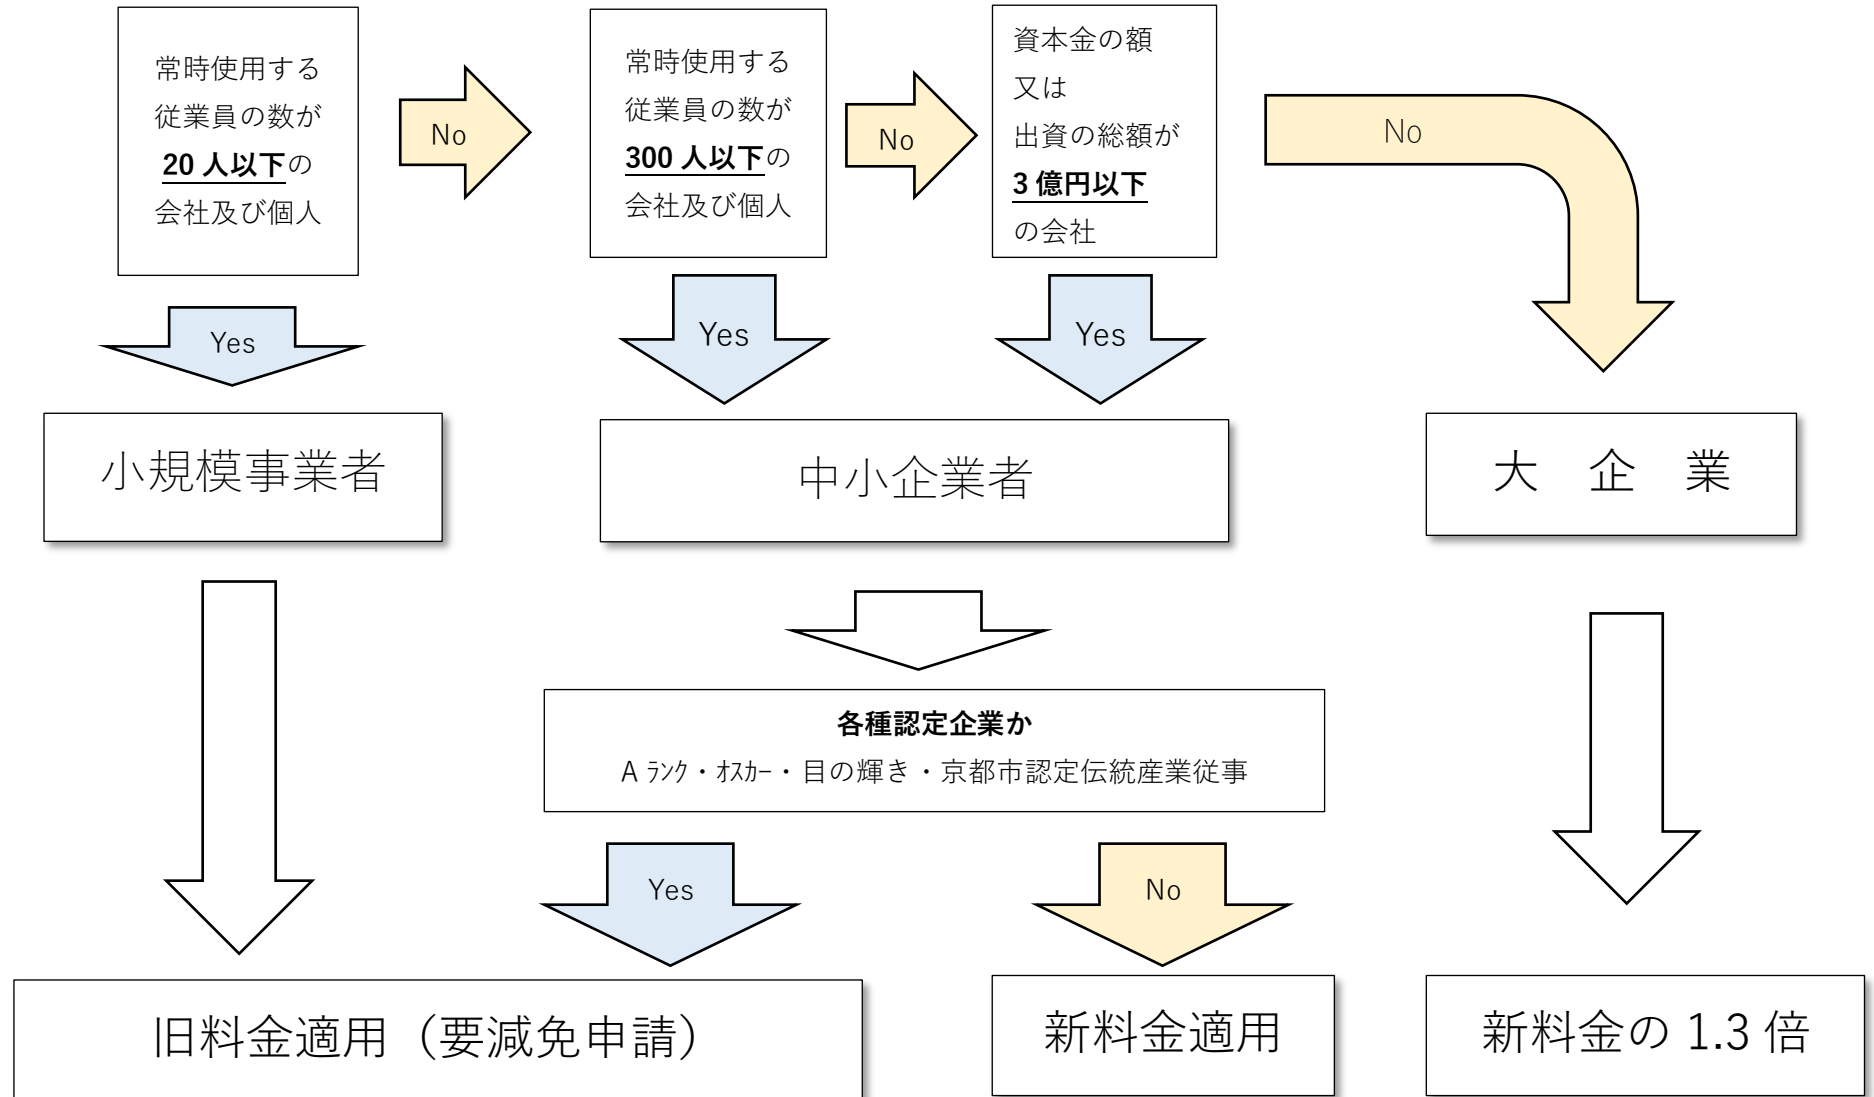 常時使用する
従業員の数が
20 人以下の
会社及び個人
No
常時使用する
従業員の数が
300 人以下の
会社及び個人
No
資本金の額
又は
出資の総額が
3 億円以下
の会社
No
Yes
Yes
Yes
小規模事業者
中小企業者
大　企　業
各種認定企業か
A ﾗﾝｸ・ｵｽｶｰ・目の輝き・京都市認定伝統産業従事
Yes
No
旧料金適用（要減免申請）
新料金適用
新料金の 1.3 倍